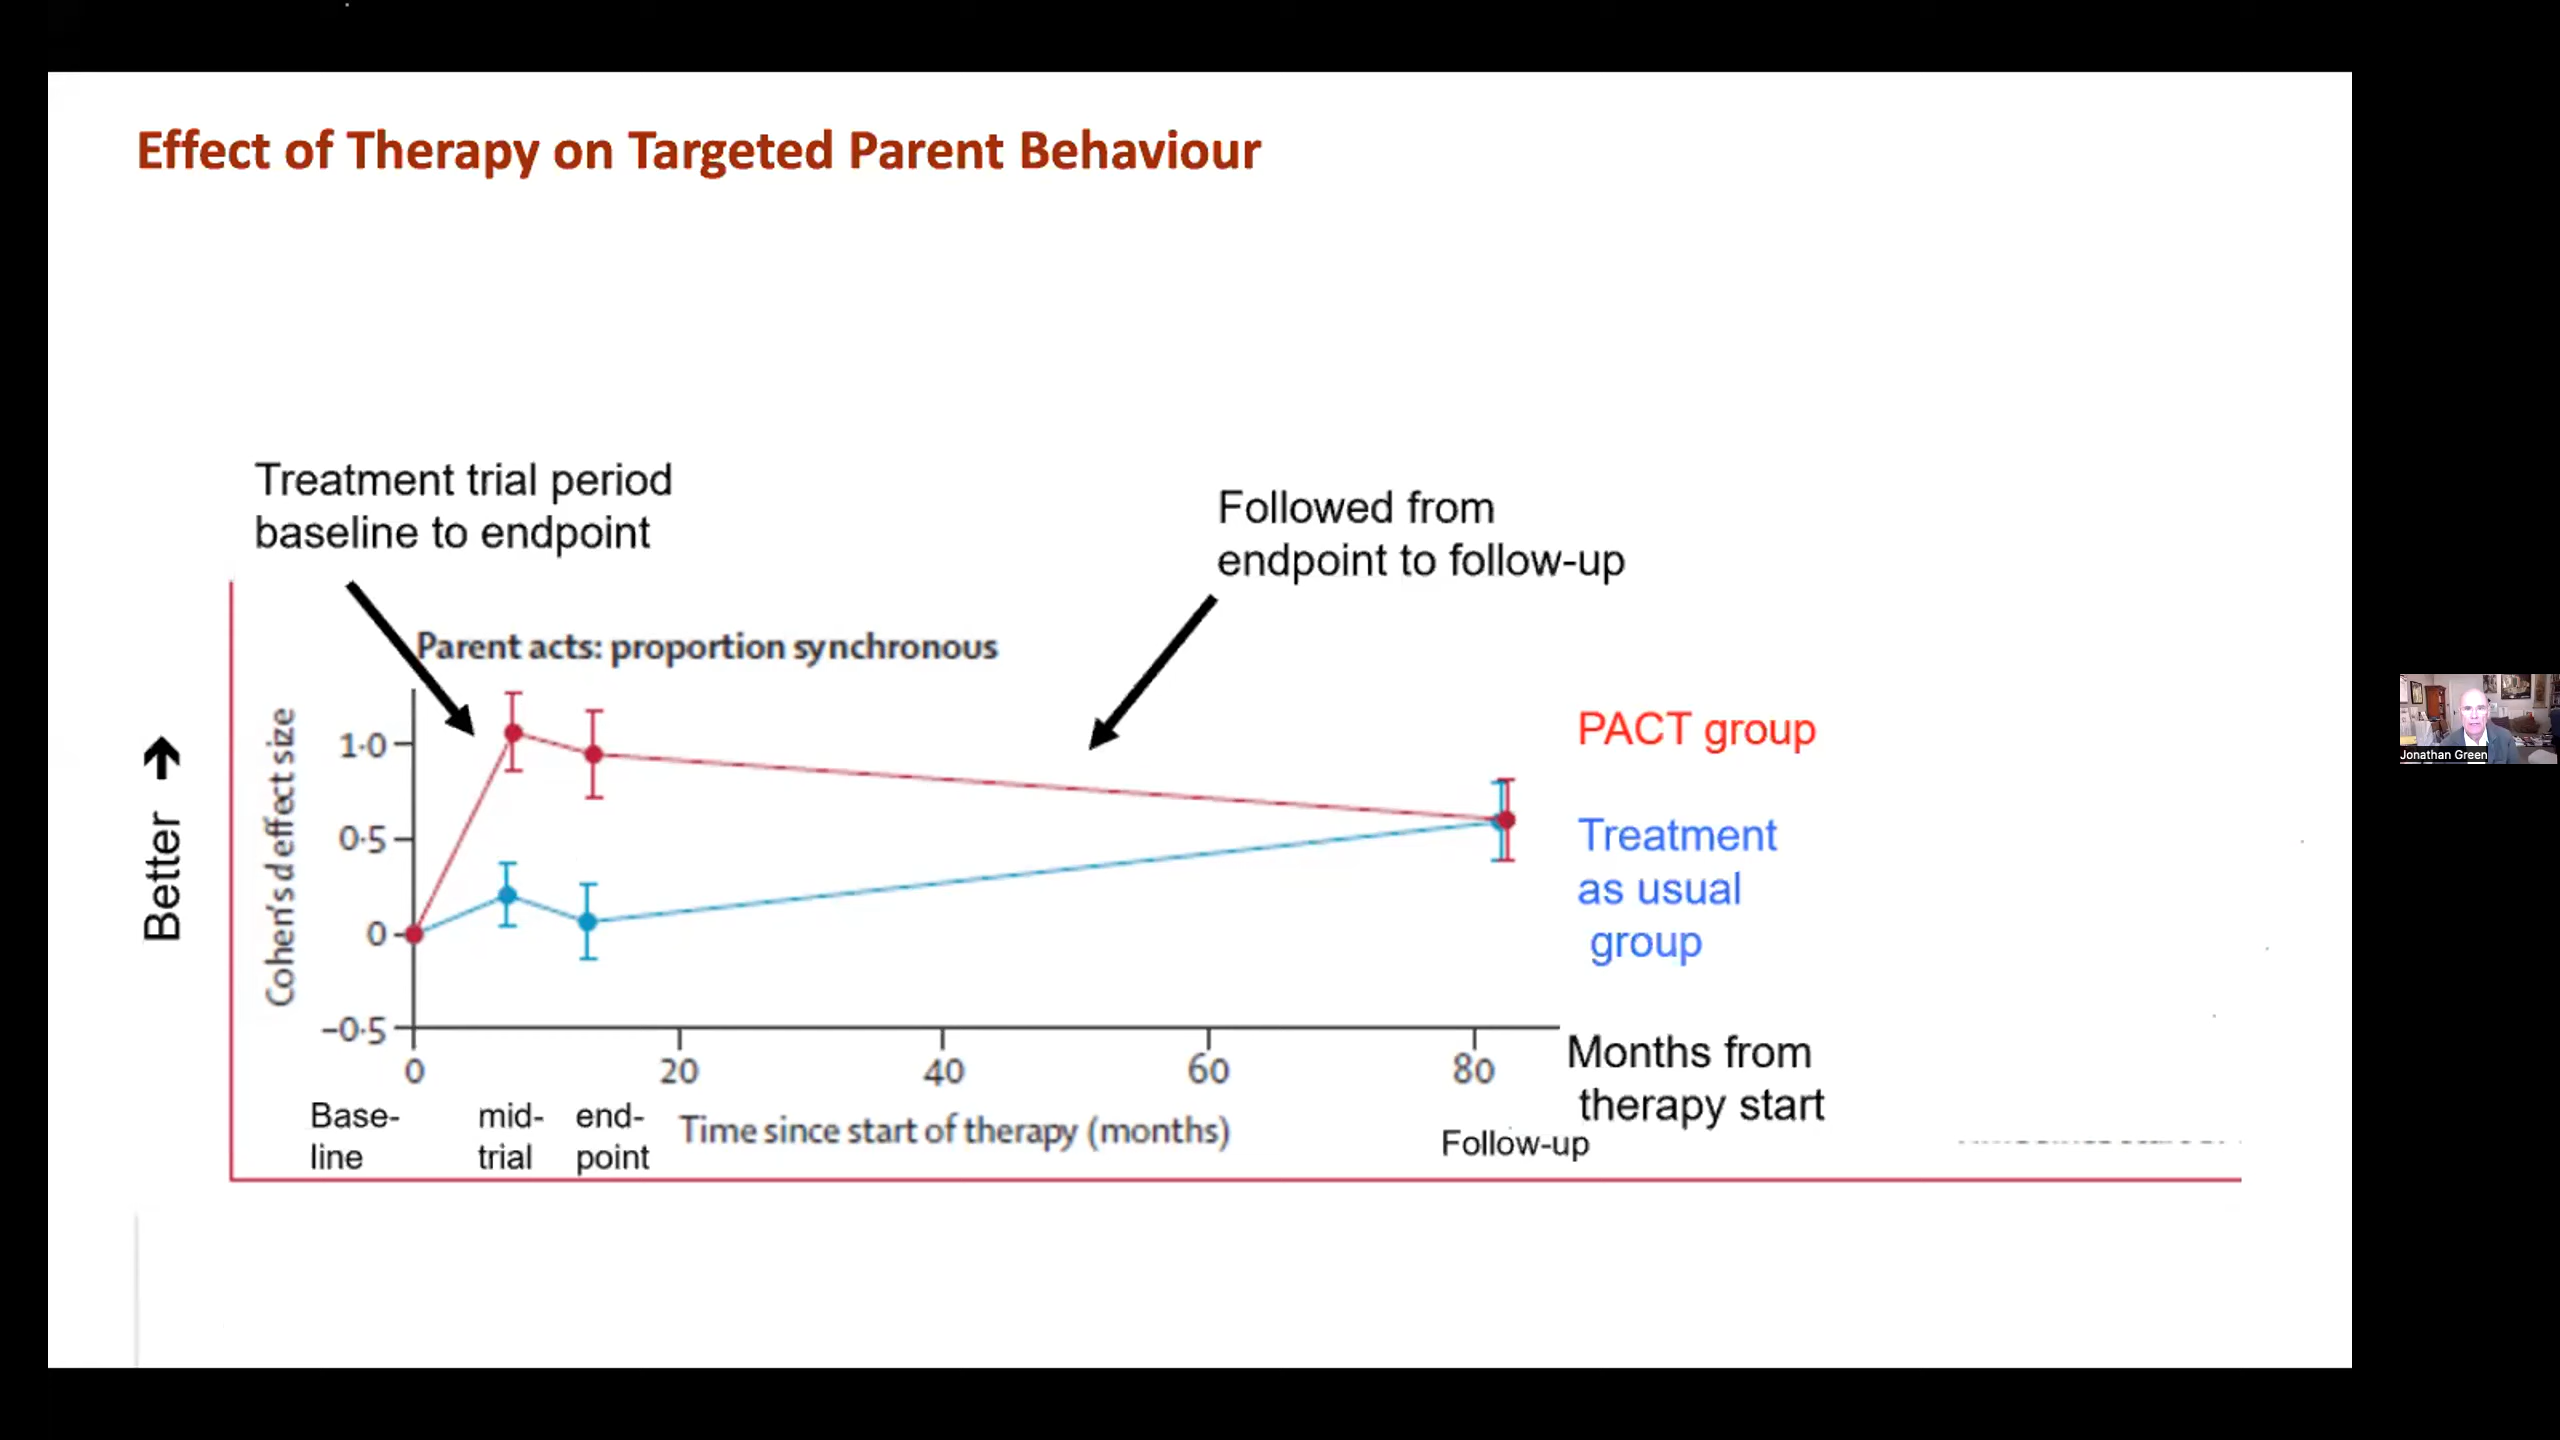 Effect of Therapy on Targeted Parent Behaviour
Treatment trial period
baseline to endpoint
Followed from
endpoint to follow-up
Parent acts: proportion synchronous
Better
Cohen's d effect size
1·0
0·5
0
–0·5
0
20
40
60
80
PACT group
Treatment
as usual
group
Months from
therapy start
Base-
line
mid-
trial
end-
point
Time since start of therapy (months)
Follow-up
Jonathan Green